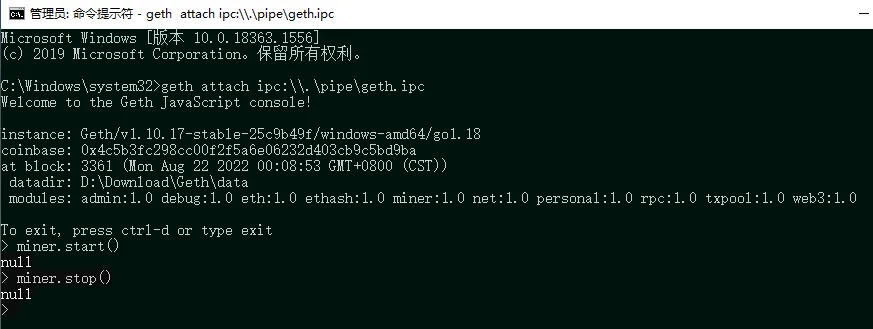 管理员: 命令提示符 - geth  attach ipc:\\.\pipe\geth.ipc
Microsoft Windows [版本 10.0.18363.1556]
(c) 2019 Microsoft Corporation。保留所有权利。
C:\Windows\system32>geth attach ipc:\\.\pipe\geth.ipc
Welcome to the Geth JavaScript console!
instance: Geth/v1.10.17-stable-25c9b49f/windows-amd64/go1.18
coinbase: 0x4c5b3fc298cc00f2f5a6e06232d403cb9c5bd9ba
at block: 3361 (Mon Aug 22 2022 00:08:53 GMT+0800 (CST))
 datadir: D:\Download\Geth\data
 modules: admin:1.0 debug:1.0 eth:1.0 ethash:1.0 miner:1.0 net:1.0 personal:1.0 rpc:1.0 txpool:1.0 web3:1.0
To exit, press ctrl-d or type exit
> miner.start()
null
> miner.stop()
null
>